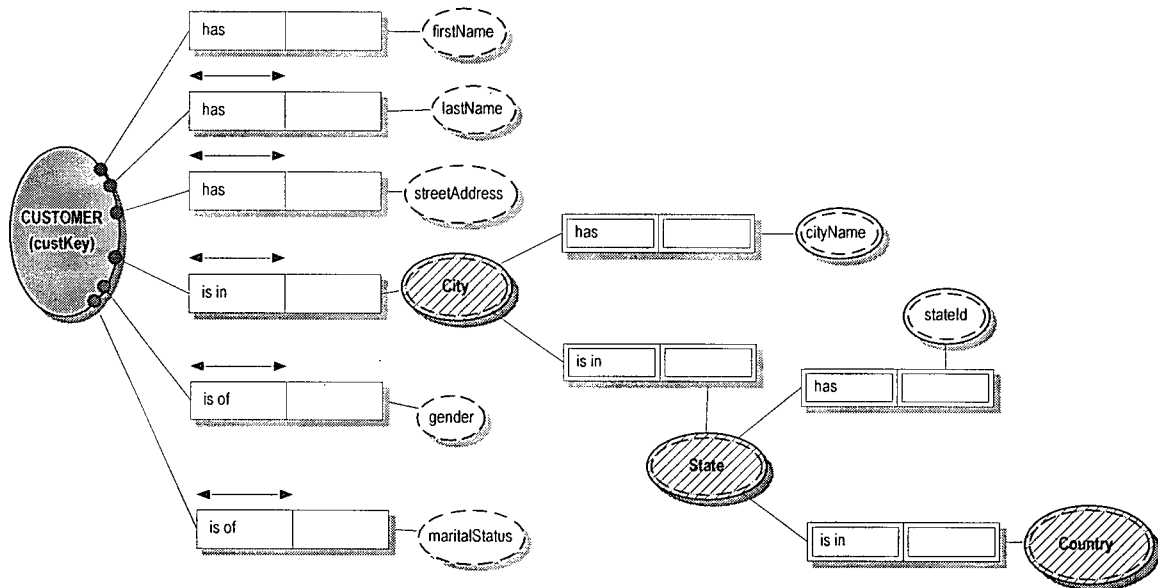 has
firstName
has
lastName
has
streetAddress
CUSTOMER
(custKey)
has
cityName
is in
City
stateId
is in
has
is of
gender
State
is of
maritalStatus
is in
Country